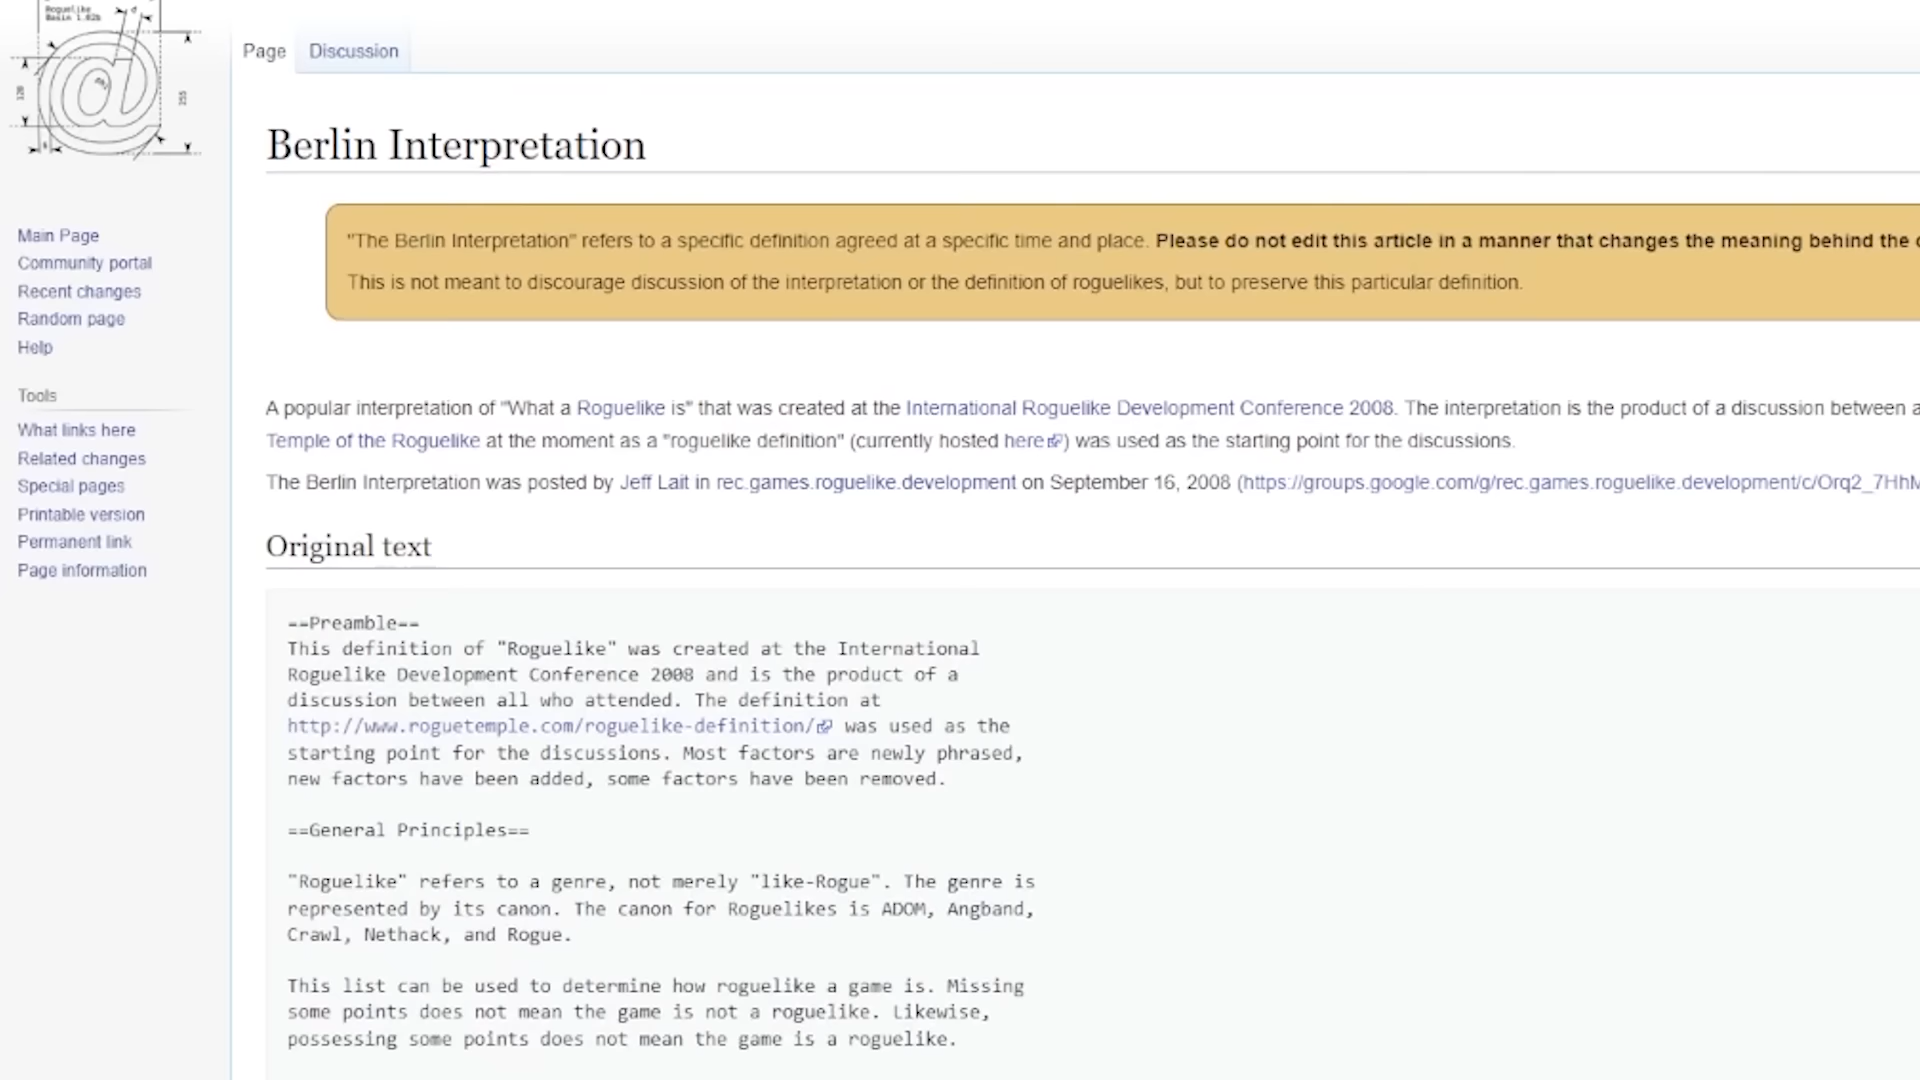 Roguelike
Basin 1.02b
Page
Discussion
Berlin Interpretation
"The Berlin Interpretation" refers to a specific definition agreed at a specific time and place. Please do not edit this article in a manner that changes the meaning behind the
This is not meant to discourage discussion of the interpretation or the definition of roguelikes, but to preserve this particular definition.
Main Page
Community portal
Recent changes
Random page
Help
Tools
What links here
Related changes
Special pages
Printable version
Permanent link
Page information
A popular interpretation of "What a Roguelike is" that was created at the International Roguelike Development Conference 2008. The interpretation is the product of a discussion between
Temple of the Roguelike at the moment as a "roguelike definition" (currently hosted here) was used as the starting point for the discussions.
The Berlin Interpretation was posted by Jeff Lait in rec.games.roguelike.development on September 16, 2008 (https://groups.google.com/g/rec.games.roguelike.development/c/Orq2_7HhM
Original text
==Preamble==
This definition of "Roguelike" was created at the International
Roguelike Development Conference 2008 and is the product of a
discussion between all who attended. The definition at
http://www.roguetemple.com/roguelike-definition/ was used as the
starting point for the discussions. Most factors are newly phrased,
new factors have been added, some factors have been removed.
==General Principles==
"Roguelike" refers to a genre, not merely "like-Rogue". The genre is
represented by its canon. The canon for Roguelikes is ADOM, Angband,
Crawl, Nethack, and Rogue.
This list can be used to determine how roguelike a game is. Missing
some points does not mean the game is not a roguelike. Likewise,
possessing some points does not mean the game is a roguelike.